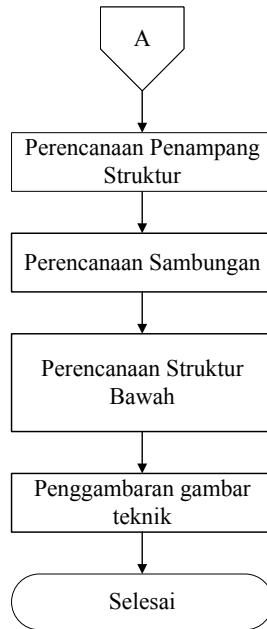 A
Perencanaan Penampang
Struktur
Perencanaan Sambungan
Perencanaan Struktur
Bawah
Penggambaran gambar
teknik
Selesai